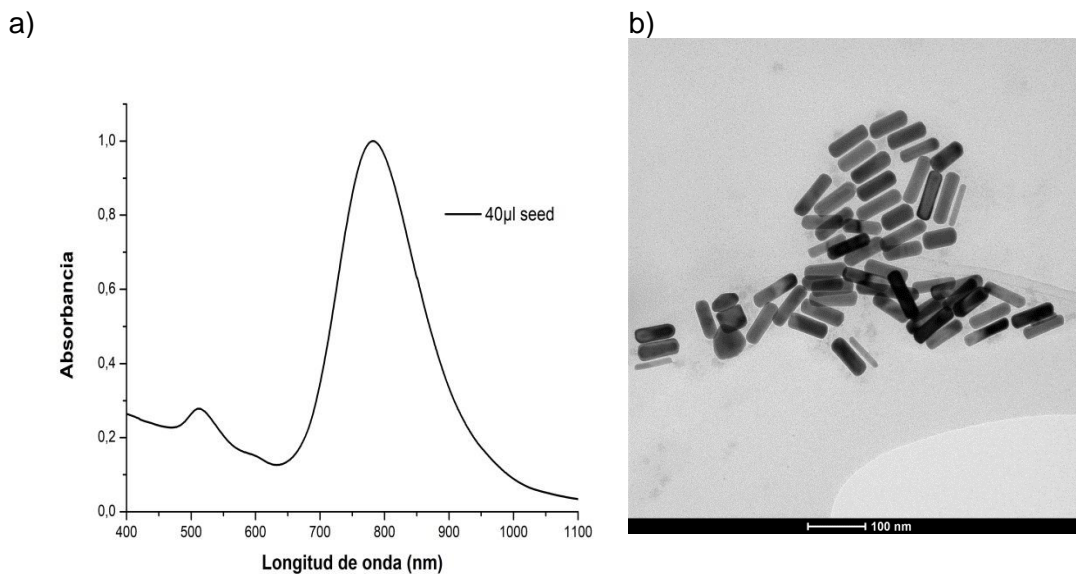 a)
b)
1,0
0,8
0,6
0,4
0,2
0,0
Absorbancia
40µl seed
400 500 600 700 800 900 1000 1100
Longitud de onda (nm)
100 nm